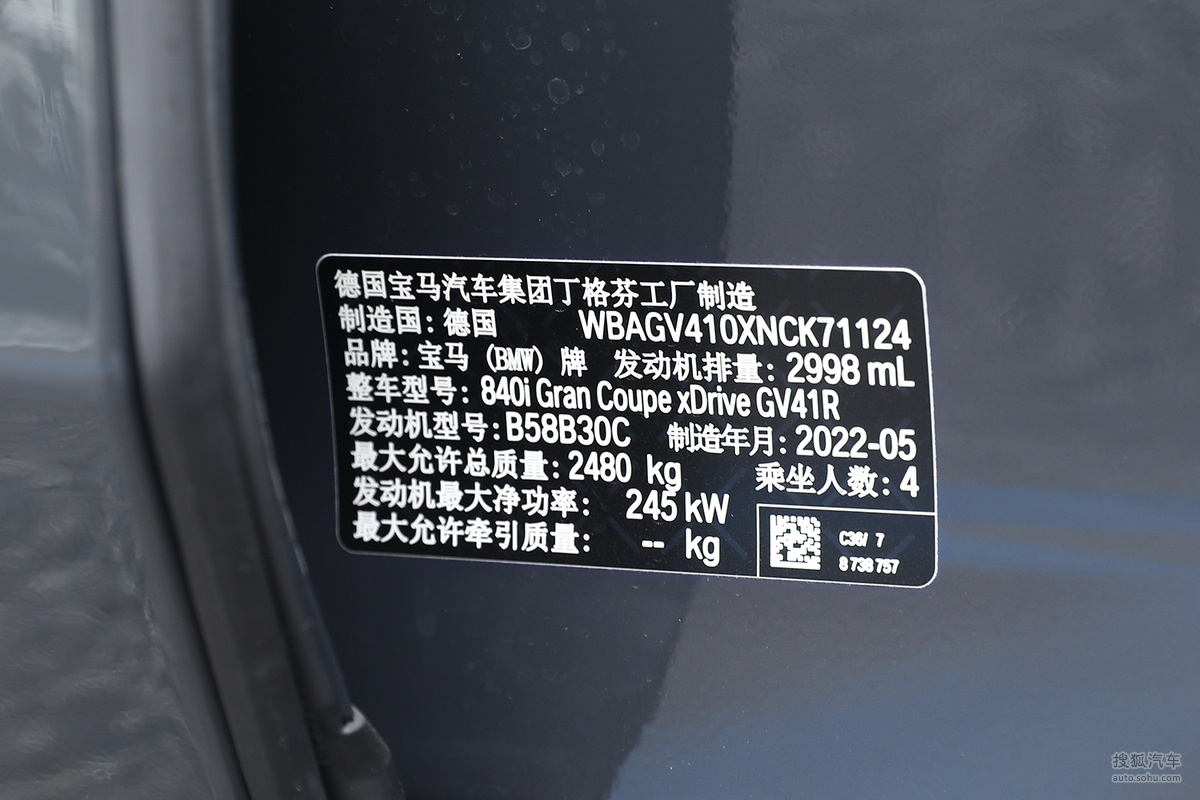 德国宝马汽车集团丁格芬工厂制造
制造国：德国 WBAGV410XNCK71124
品牌：宝马（BMW）牌 发动机排量：2998 mL
整车型号：840i Gran Coupe xDrive GV41R
发动机型号：B58B30C 制造年月：2022-05
最大允许总质量：2480 kg 乘坐人数：4
发动机最大净功率： 245 kW
最大允许牵引质量： -- kg
C36/ 7
8 738 757
搜狐汽车
auto.sohu.com